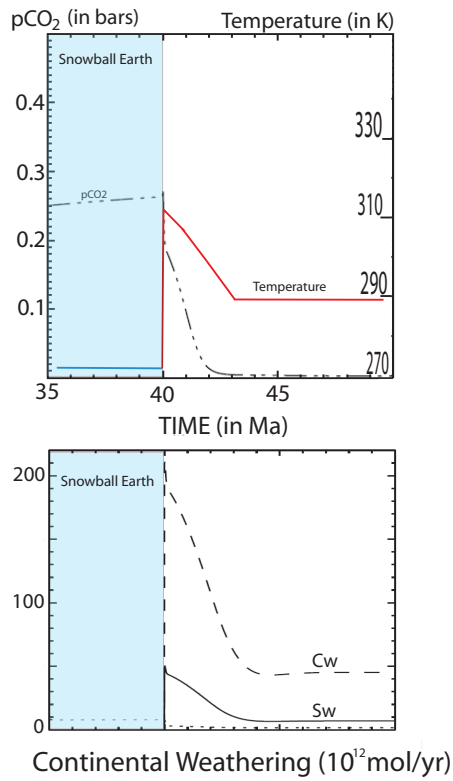 pCO2 (in bars) Temperature (in K)
Snowball Earth
0.4
330
0.3
pCO2
310
0.2
Temperature
290
0.1
270
35 40 45
TIME (in Ma)
200
Snowball Earth
100
Cw
Sw
0
Continental Weathering (10¹²mol/yr)